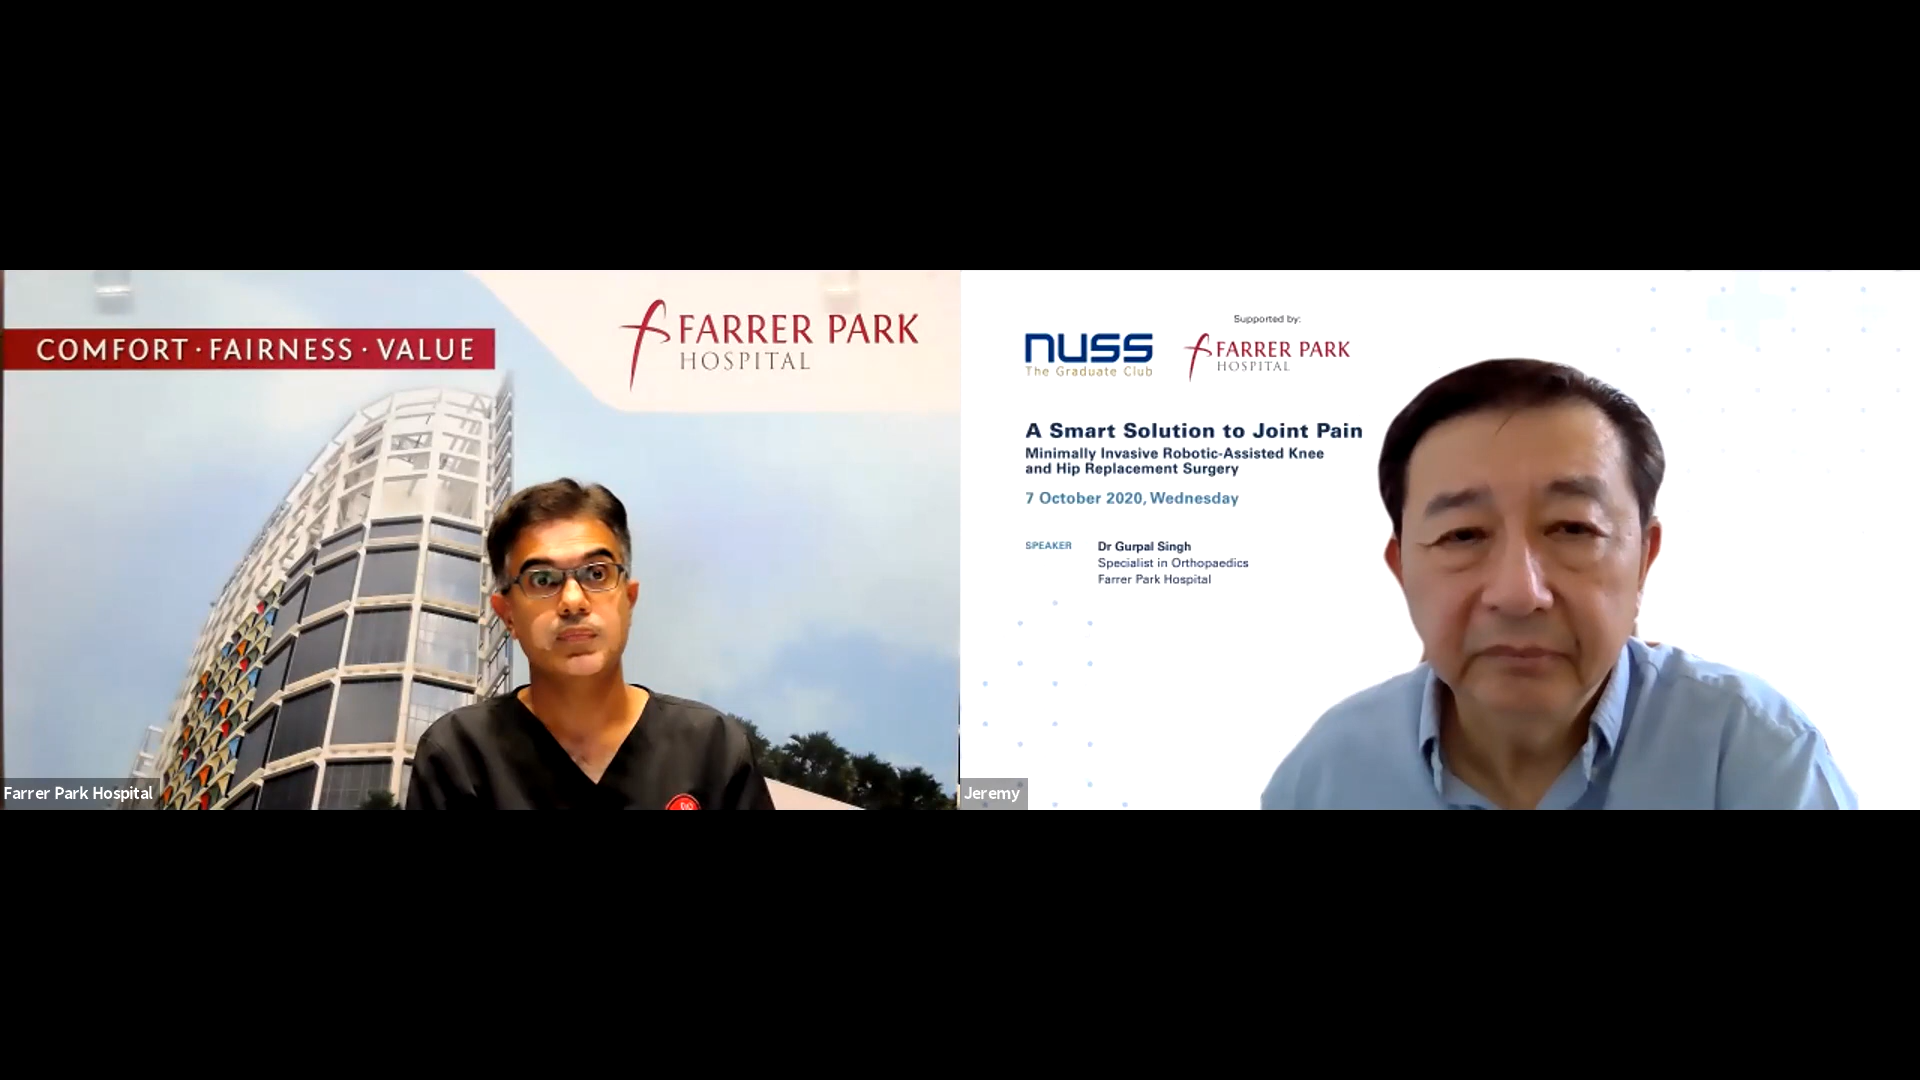 COMFORT · FAIRNESS · VALUE
FARRER PARK
HOSPITAL
Farrer Park Hospital
Supported by:
nuss
The Graduate Club
FARRER PARK
HOSPITAL
A Smart Solution to Joint Pain
Minimally Invasive Robotic-Assisted Knee
and Hip Replacement Surgery
7 October 2020, Wednesday
SPEAKER
Dr Gurpal Singh
Specialist in Orthopaedics
Farrer Park Hospital
Jeremy